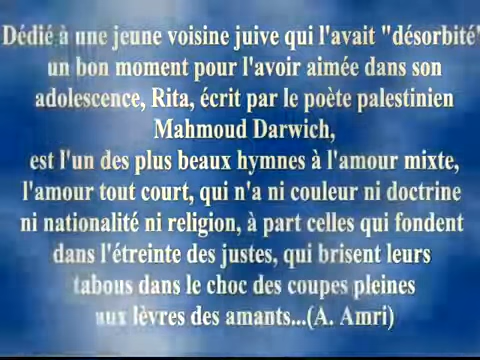 Dédié à une jeune voisine juive qui l'avait "désorbité"
un bon moment pour l'avoir aimée dans son
adolescence, Rita, écrit par le poète palestinien
Mahmoud Darwich,
est l'un des plus beaux hymnes à l'amour mixte,
l'amour tout court, qui n'a ni couleur ni doctrine
ni nationalité ni religion, à part celles qui fondent
dans l'étreinte des justes, qui brisent leurs
tabous dans le choc des coupes pleines
aux lèvres des amants...(A. Amri)